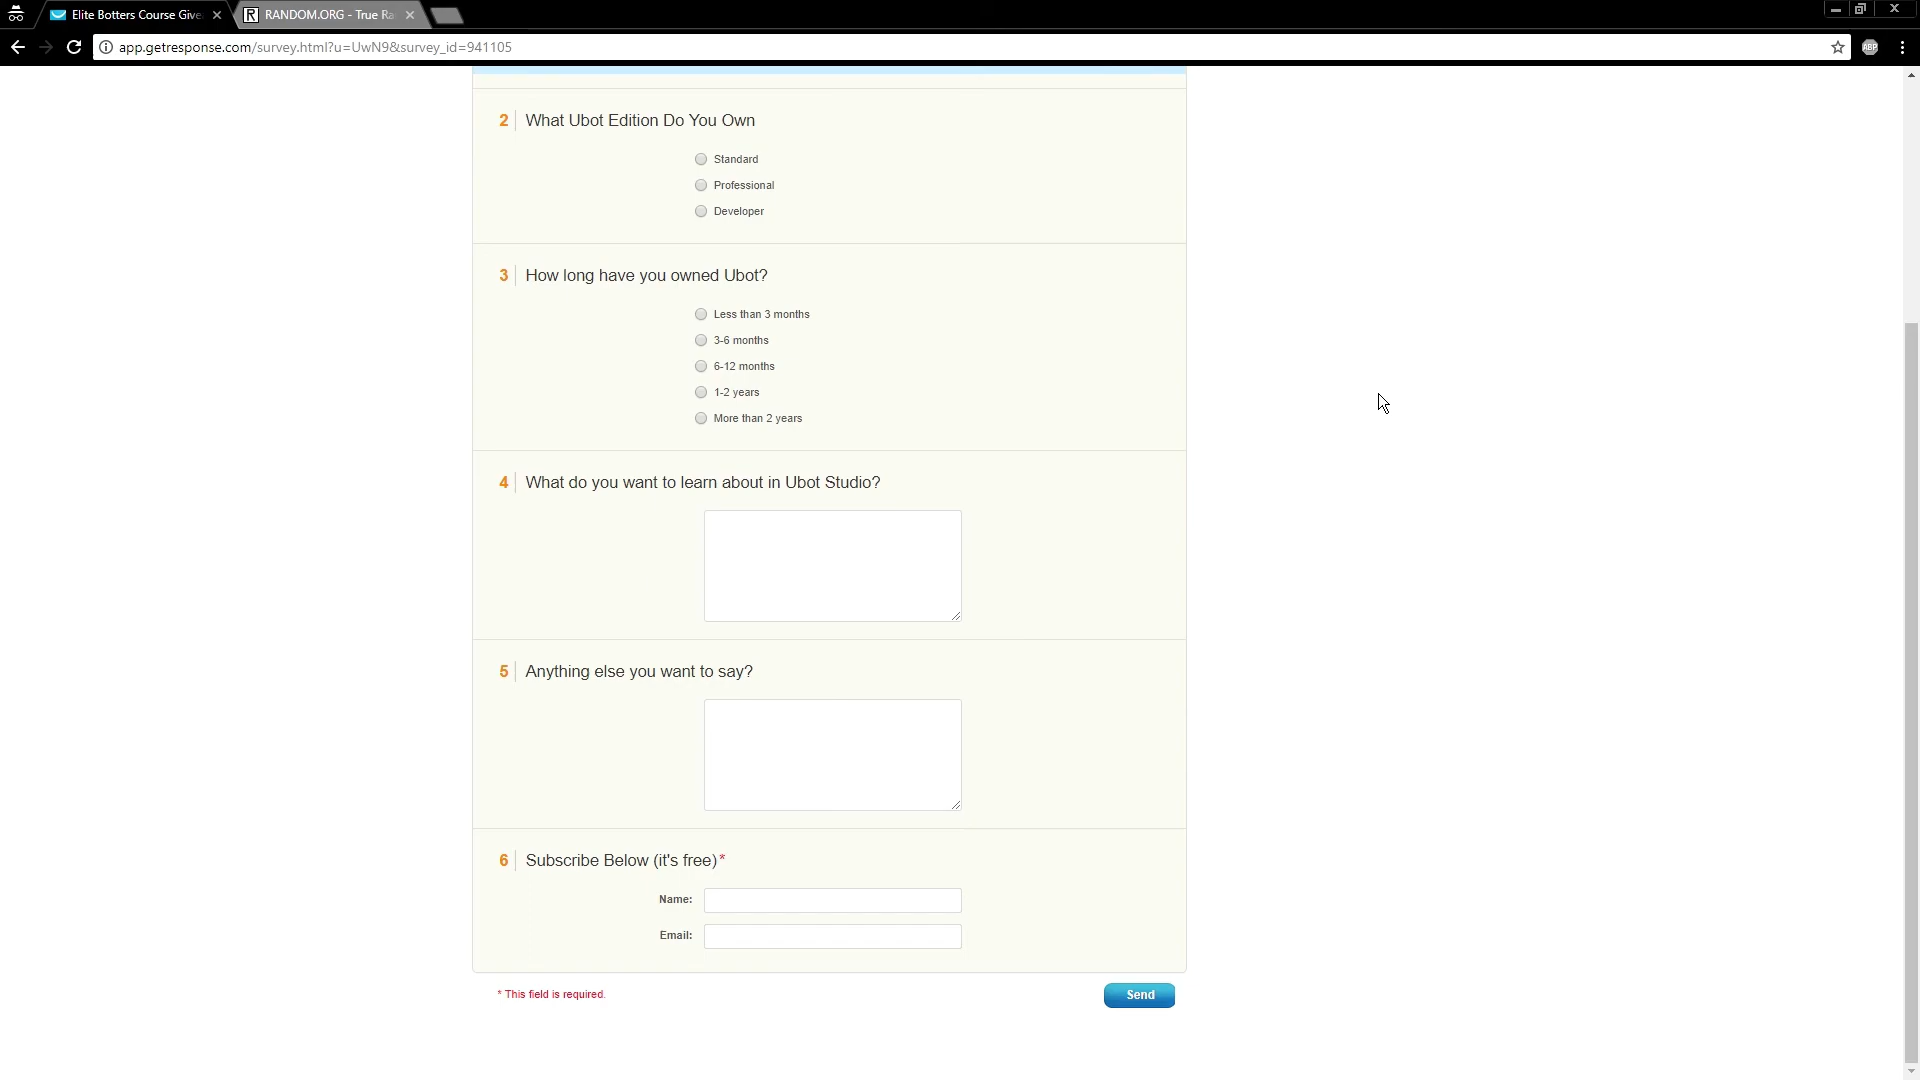 Elite Botters Course Give
RANDOM.ORG - True Ra
app.getresponse.com/survey.html?u=UwN9&survey_id=941105
ABP
2 What Ubot Edition Do You Own
Standard
Professional
Developer
3 How long have you owned Ubot?
Less than 3 months
3-6 months
6-12 months
1-2 years
More than 2 years
4 What do you want to learn about in Ubot Studio?
5 Anything else you want to say?
6 Subscribe Below (it's free)*
Name:
Email:
* This field is required.
Send